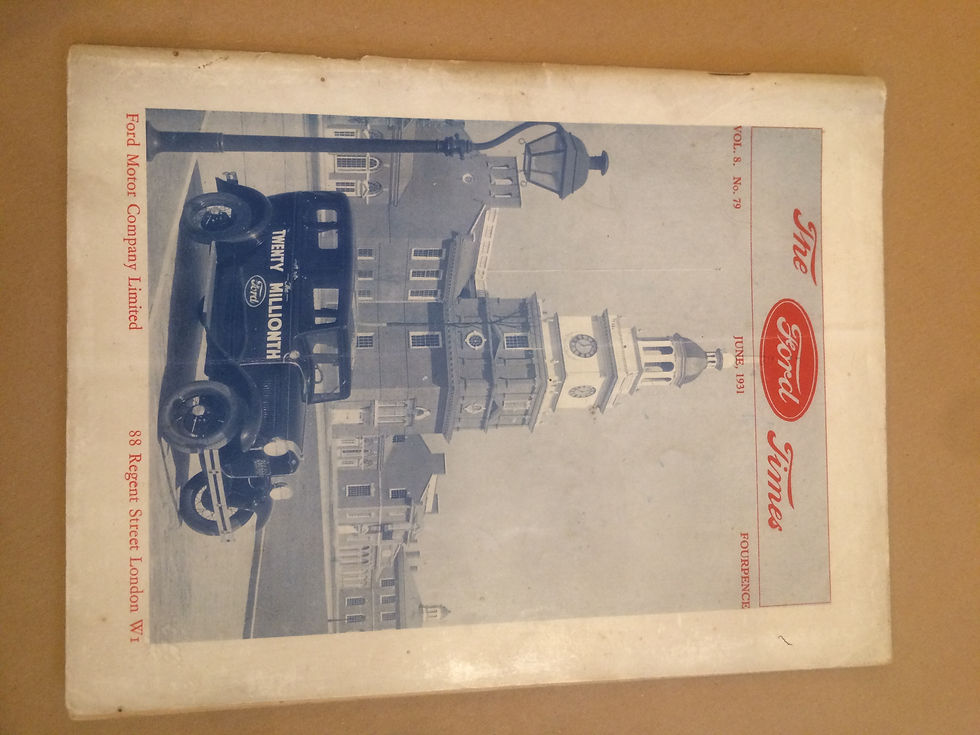 The Ford Times
VOL. 8. No. 79 JUNE, 1931 FOURPENCE
TWENTY MILLIONTH
The
Ford
Ford Motor Company Limited 88 Regent Street London W1